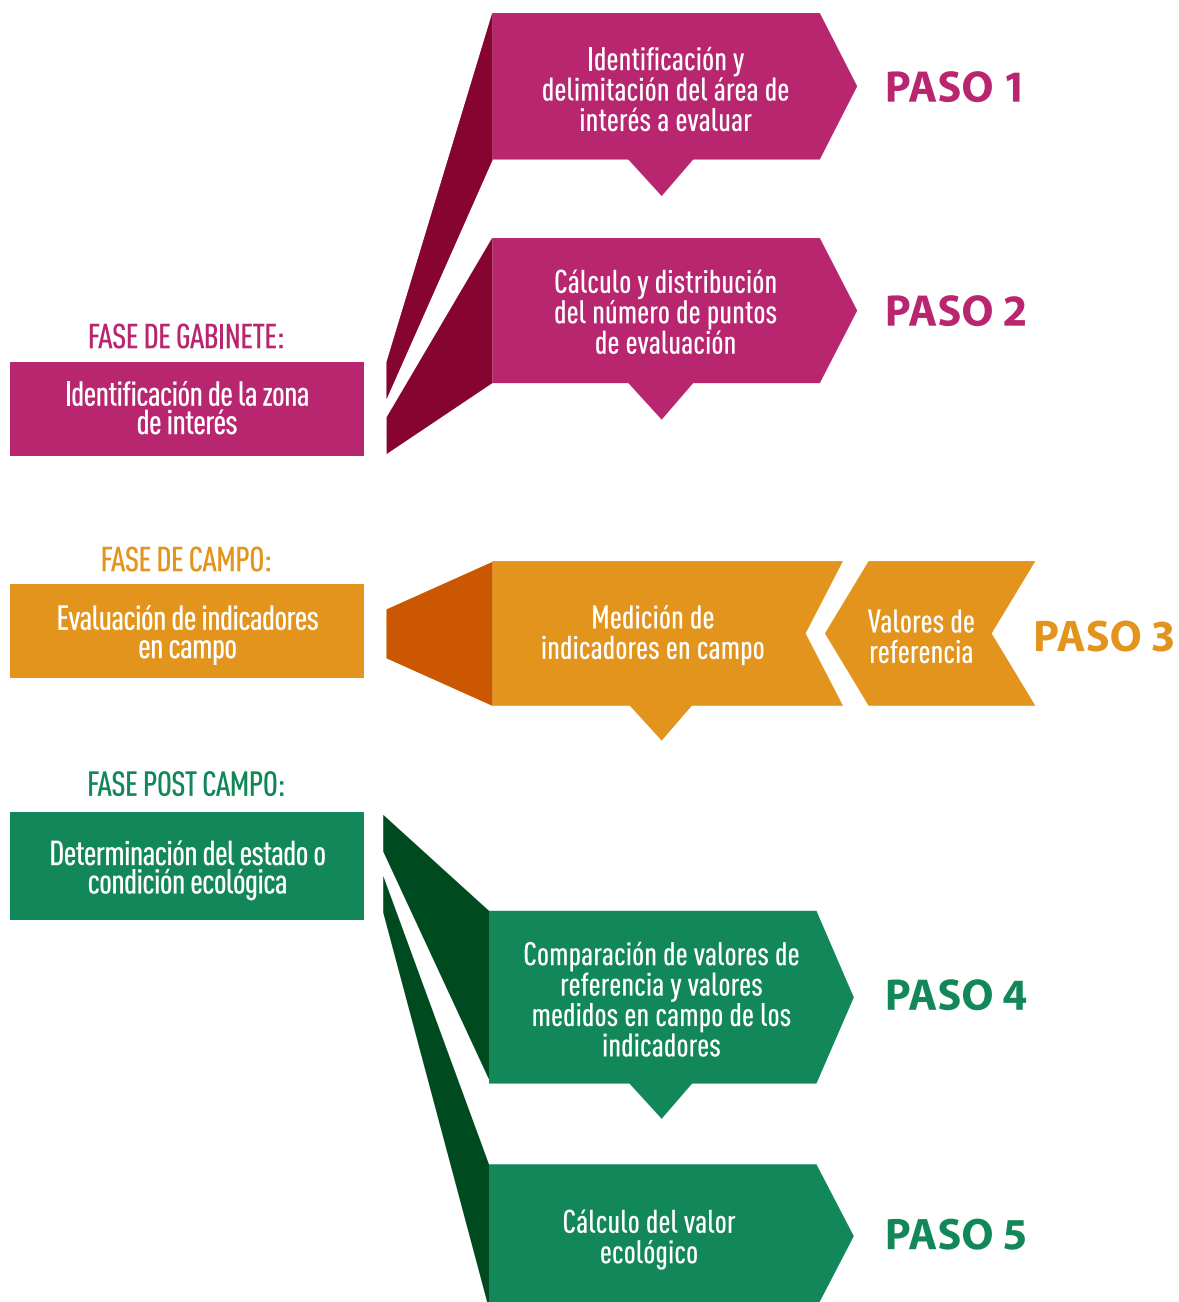 Identificación y
delimitación del área de
interés a evaluar
PASO 1
Cálculo y distribución
del número de puntos
de evaluación
PASO 2
FASE DE GABINETE:
Identificación de la zona
de interés
FASE DE CAMPO:
Evaluación de indicadores
en campo
Medición de
indicadores en campo
Valores de
referencia
PASO 3
FASE POST CAMPO:
Determinación del estado o
condición ecológica
Comparación de valores de
referencia y valores
medidos en campo de los
indicadores
PASO 4
Cálculo del valor
ecológico
PASO 5